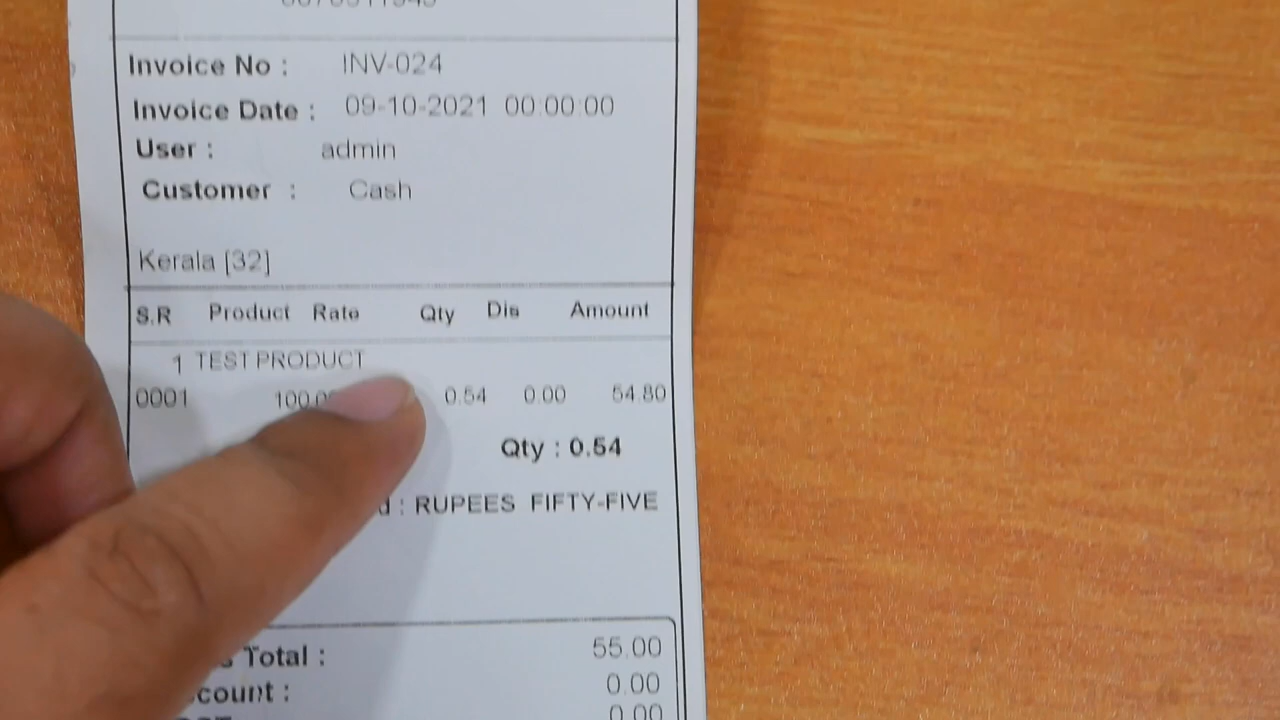 Invoice No : INV-024
Invoice Date : 09-10-2021 00:00:00
User : admin
Customer : Cash
Kerala [32]
S.R Product Rate Qty Dis Amount
1 TEST PRODUCT
0001 0.54 0.00 54.80
Qty : 0.54
: RUPEES FIFTY-FIVE
Total : 55.00
0.00
0.00